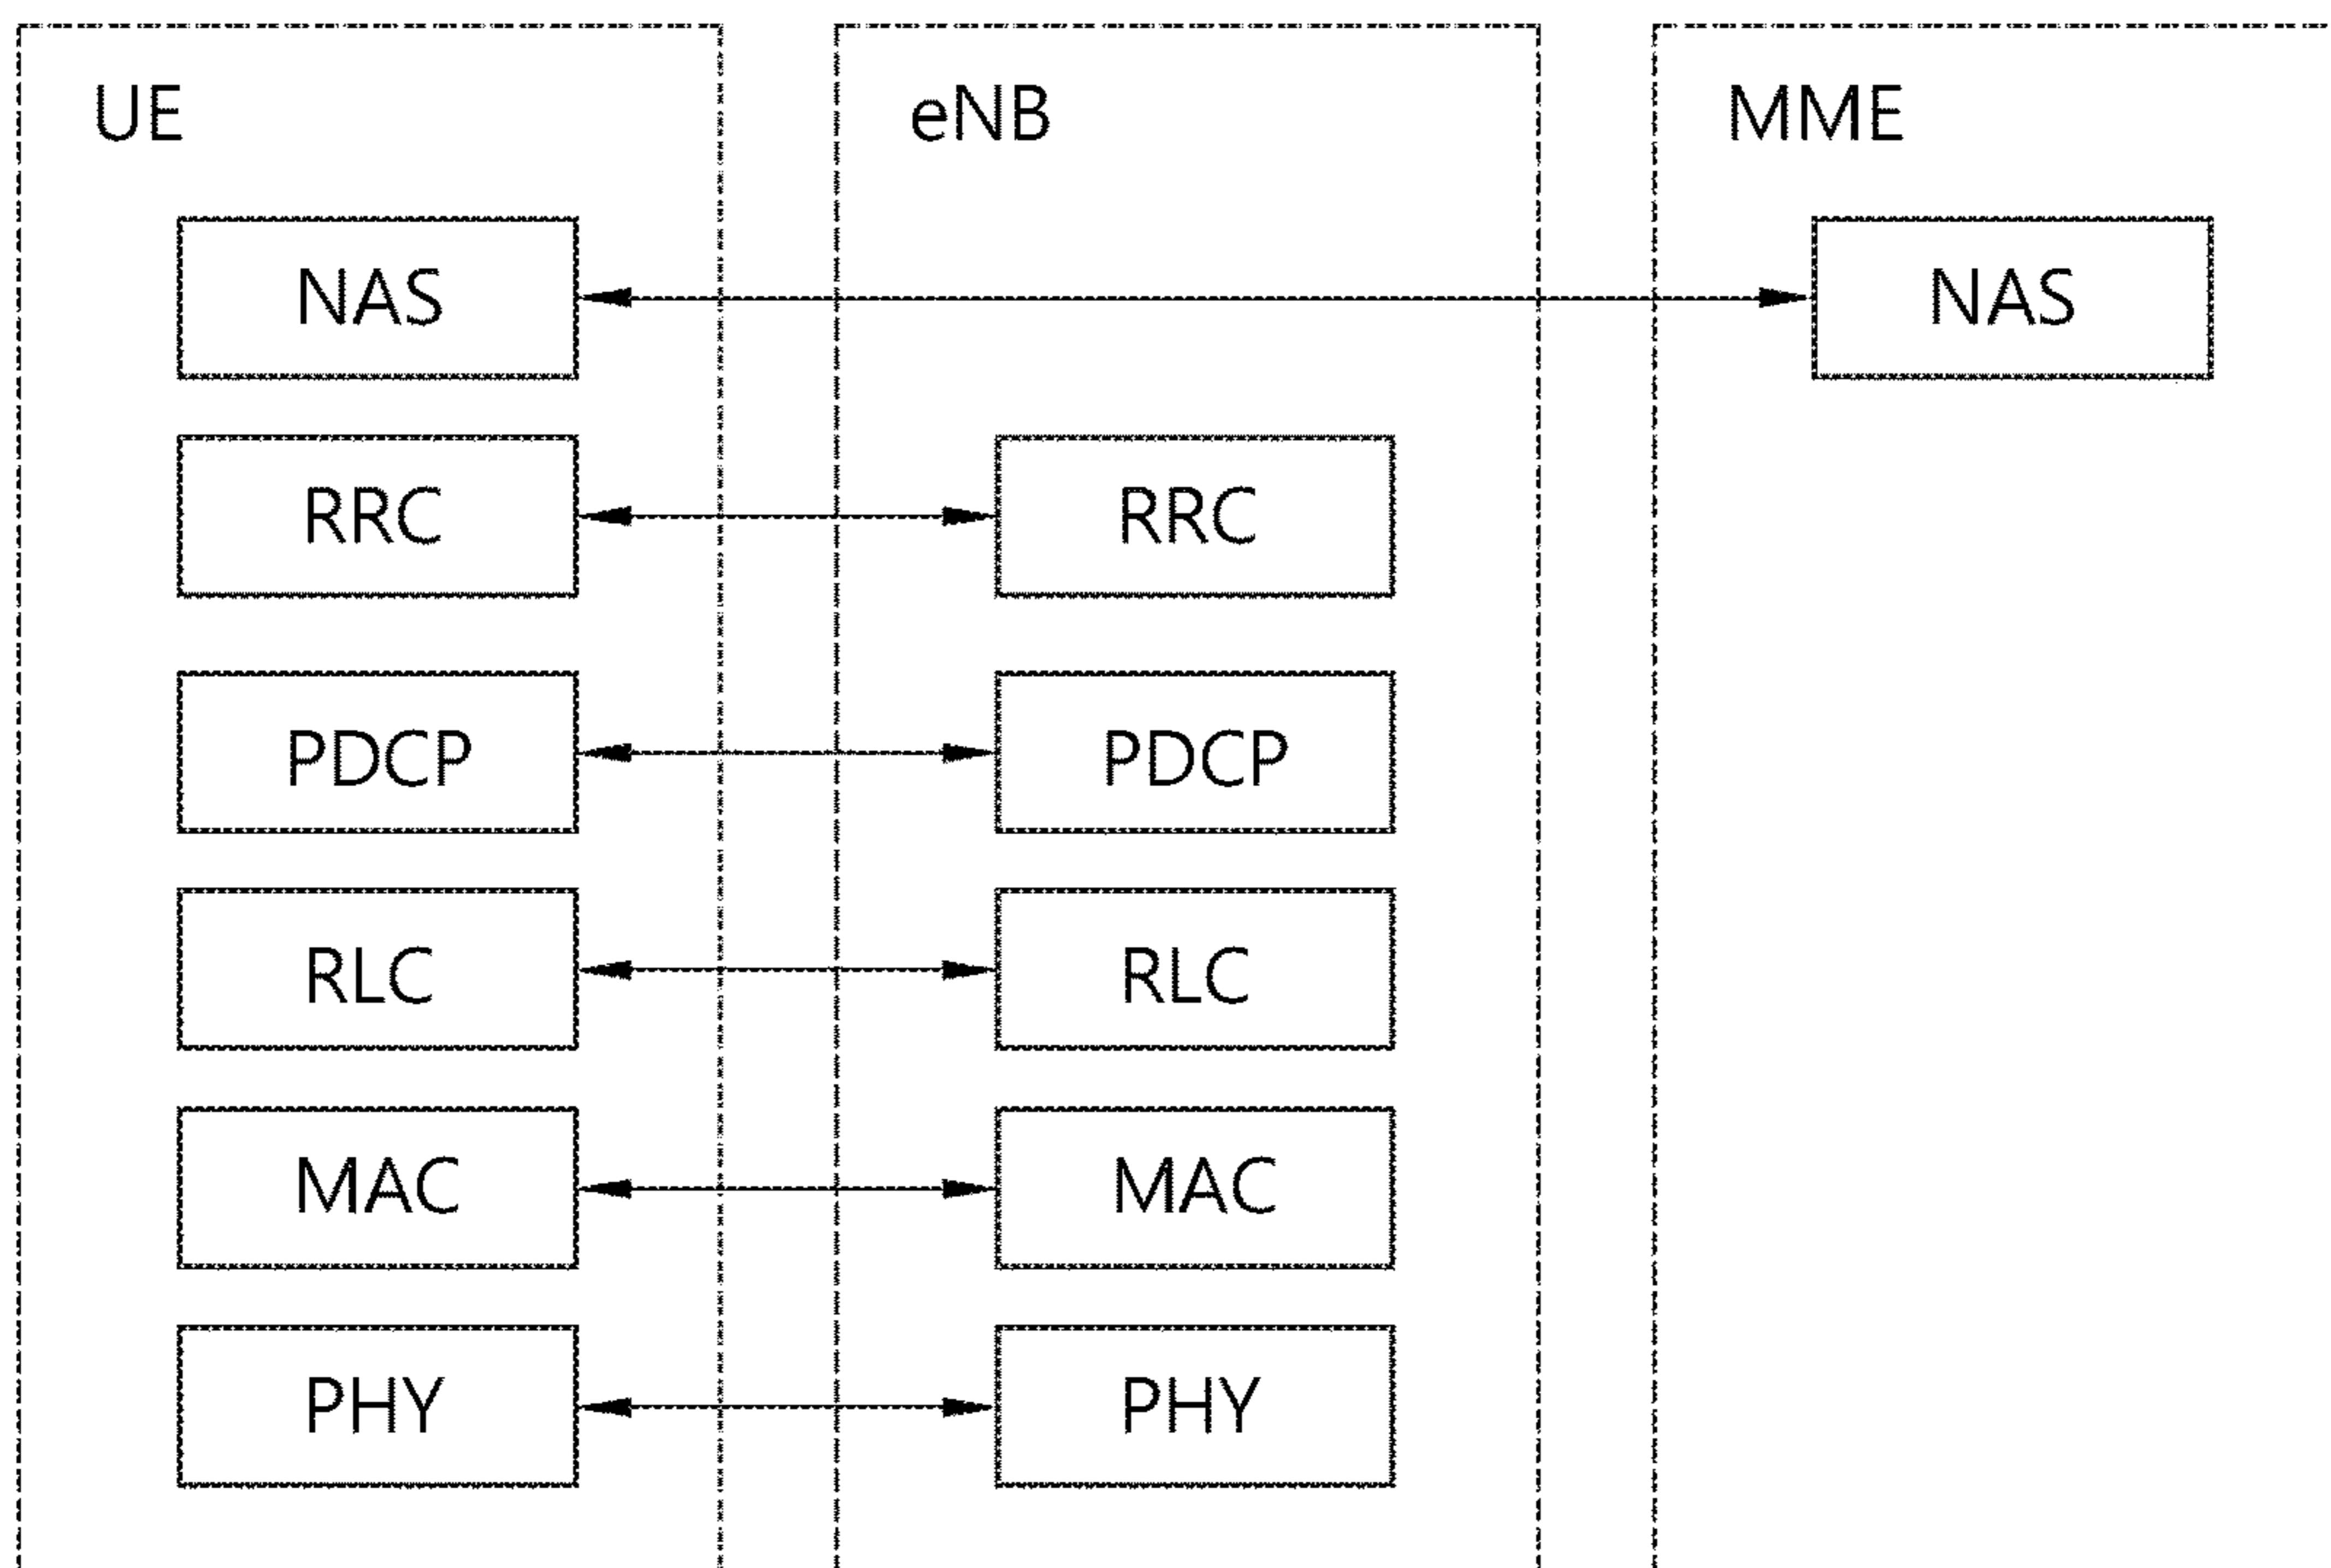 UE
eNB
MME
NAS
NAS
RRC
RRC
PDCP
PDCP
RLC
RLC
MAC
MAC
PHY
PHY